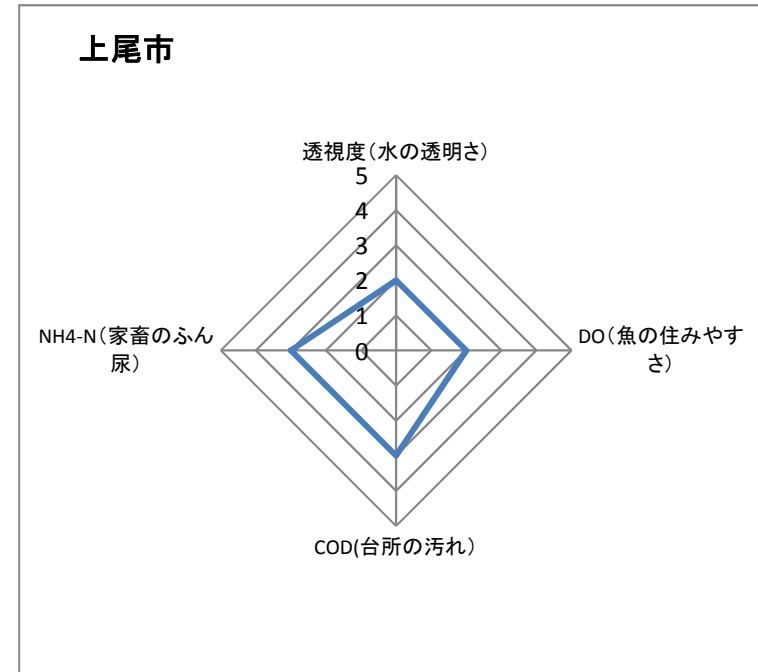 上尾市
透視度（水の透明さ）
5
4
3
2
1
0
NH4-N（家畜のふん
尿）
DO（魚の住みやす
さ）
COD(台所の汚れ）